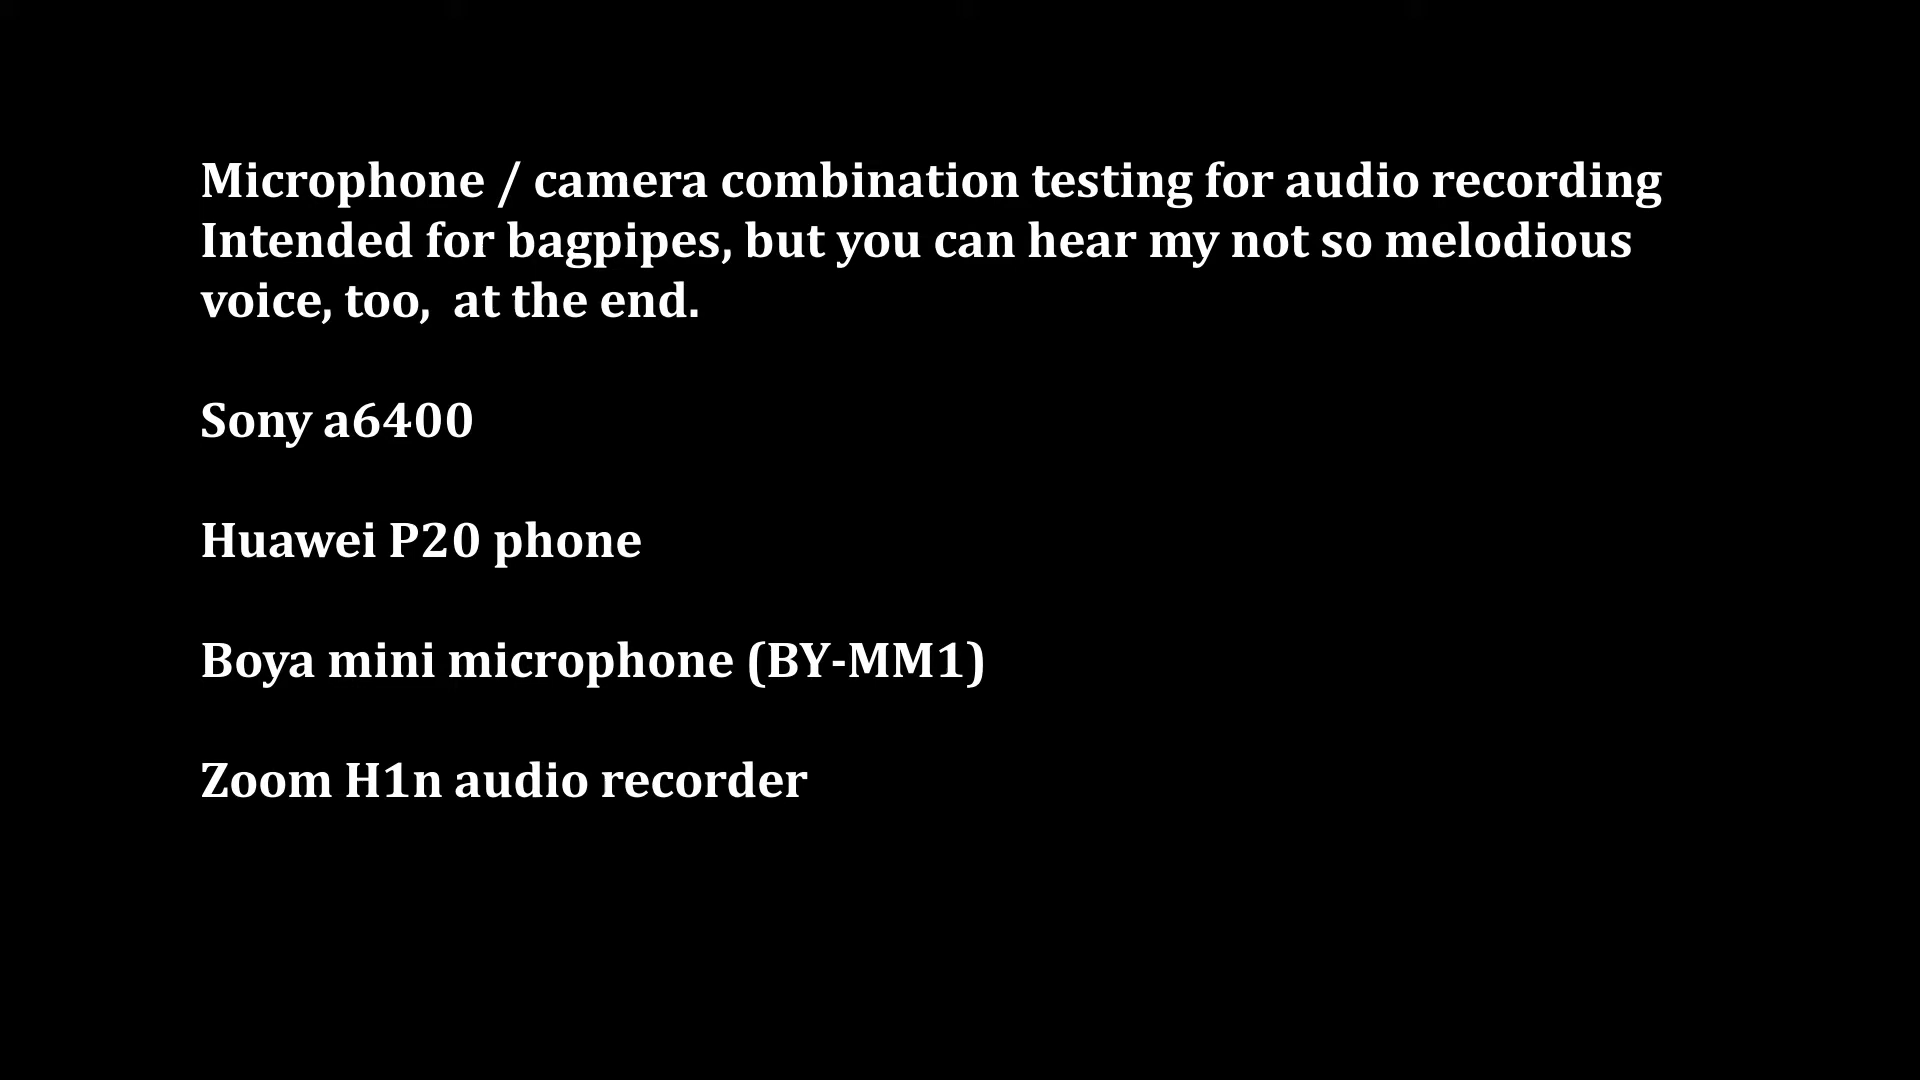 Microphone / camera combination testing for audio recording
Intended for bagpipes, but you can hear my not so melodious
voice, too,  at the end.
Sony a6400
Huawei P20 phone
Boya mini microphone (BY-MM1)
Zoom H1n audio recorder